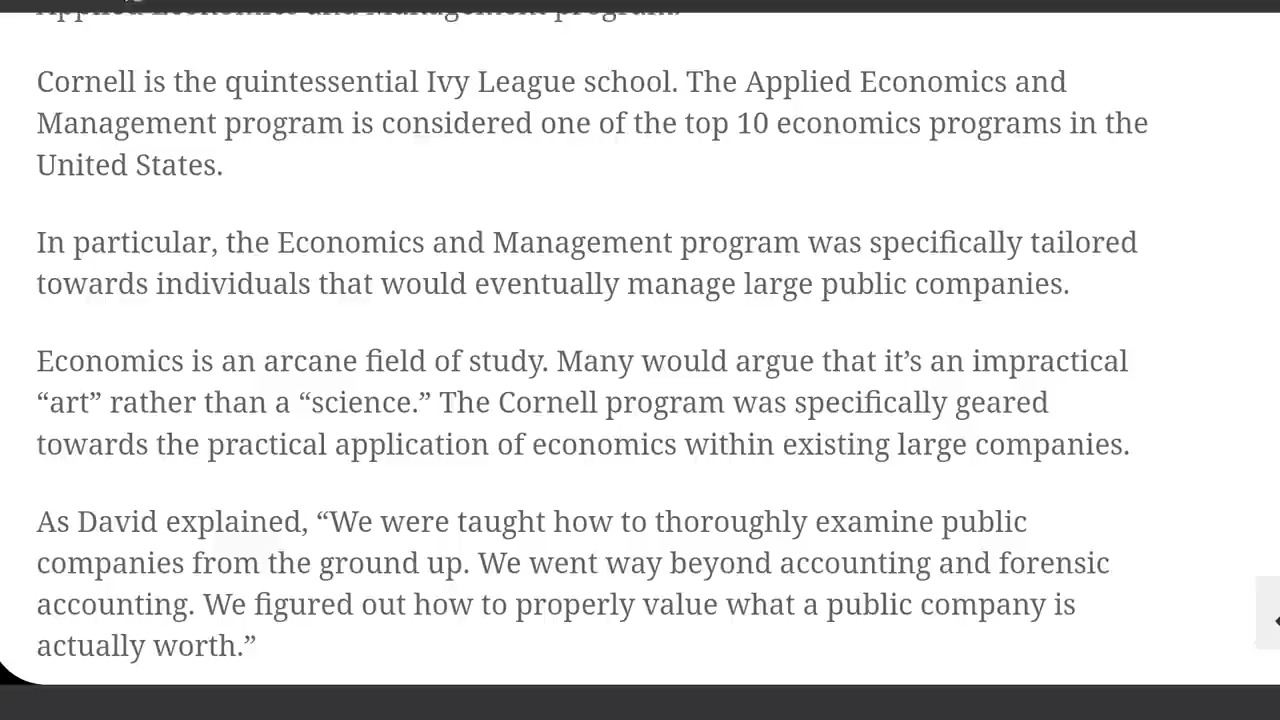 Applied Economics and Management program.
Cornell is the quintessential Ivy League school. The Applied Economics and
Management program is considered one of the top 10 economics programs in the
United States.
In particular, the Economics and Management program was specifically tailored
towards individuals that would eventually manage large public companies.
Economics is an arcane field of study. Many would argue that it’s an impractical
“art” rather than a “science.” The Cornell program was specifically geared
towards the practical application of economics within existing large companies.
As David explained, “We were taught how to thoroughly examine public
companies from the ground up. We went way beyond accounting and forensic
accounting. We figured out how to properly value what a public company is
actually worth.”